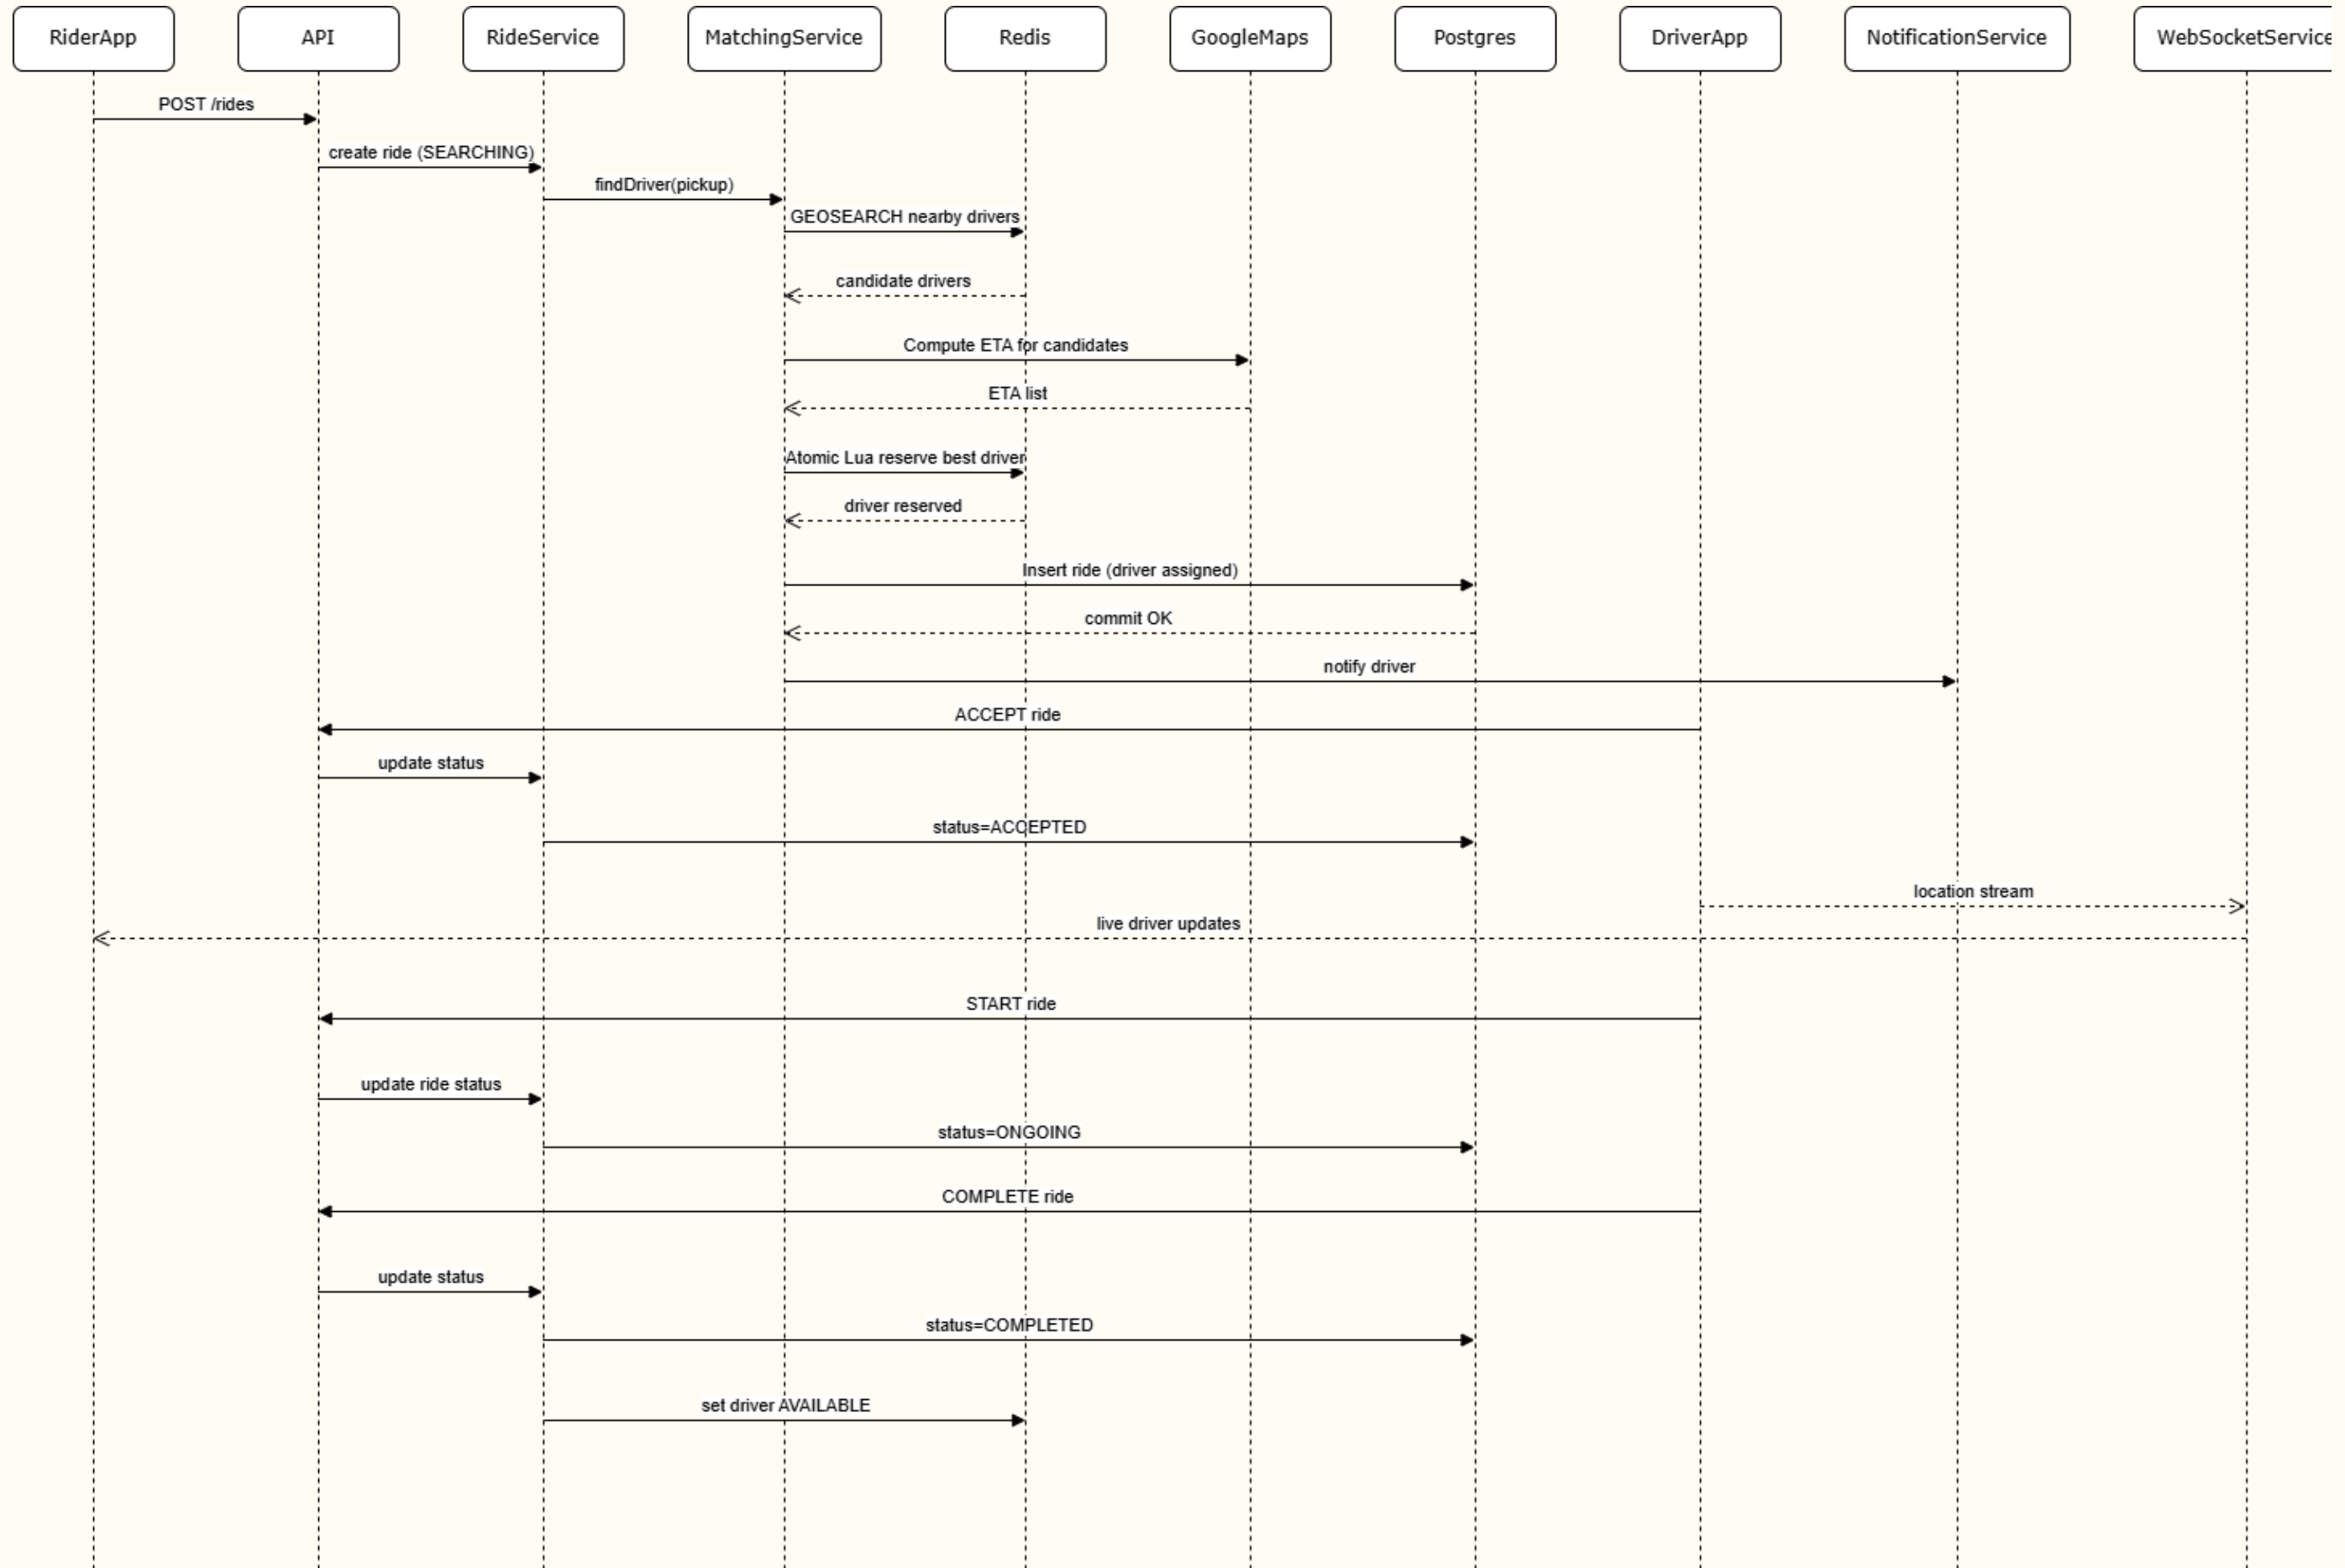 RiderApp
API
RideService
MatchingService
Redis
GoogleMaps
Postgres
DriverApp
NotificationService
WebSocketService
POST /rides
create ride (SEARCHING)
findDriver(pickup)
GEOSEARCH nearby drivers
candidate drivers
Compute ETA for candidates
ETA list
Atomic Lua reserve best driver
driver reserved
Insert ride (driver assigned)
commit OK
notify driver
ACCEPT ride
update status
status=ACCEPTED
location stream
live driver updates
START ride
update ride status
status=ONGOING
COMPLETE ride
update status
status=COMPLETED
set driver AVAILABLE